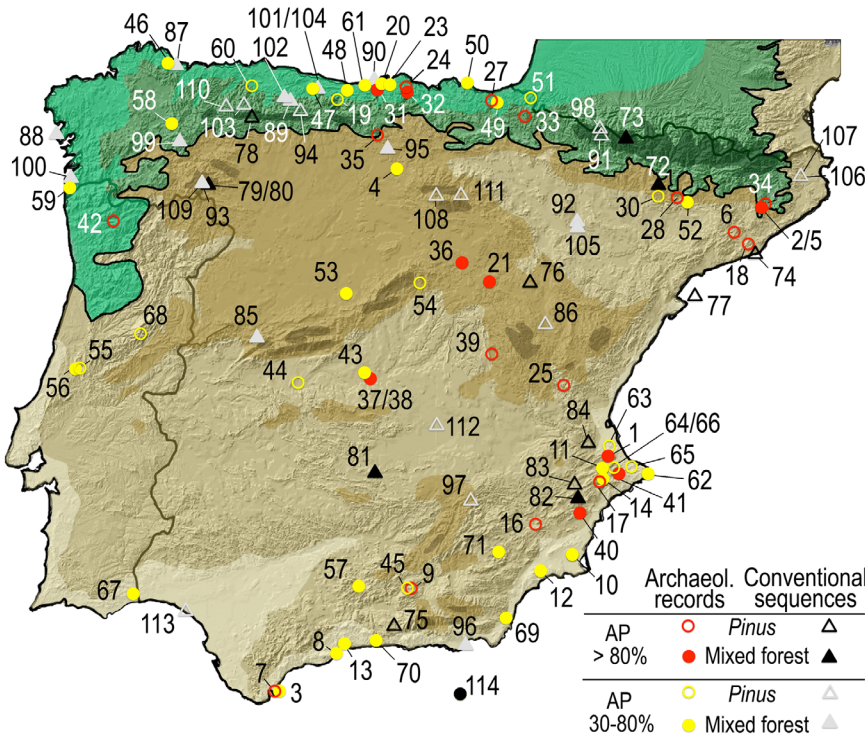 101/104 61 20 23
46 87 60 102 48 90 24 50
27 51
110 98 73
58 103 89 47 19 31 32 49 33
88 99 78 94 91
35 95 72 107
100 4 106
59 79/80 111 34
109 93 108 92 30
42 105 28 52 6 2/5
36 21 18 74
53 76
54 77
68 85 86
39
55 43
56 44 25
37/38 63
84 64/66
112 11 1 65
81 83
97 82 62
14 41
16 17
71 40
57 45 9 10
67 12
75
113 96 69
8
13 70
7 3 114
Archaeol. Conventional
records sequences
AP Pinus
> 80% Mixed forest
AP Pinus
30-80% Mixed forest